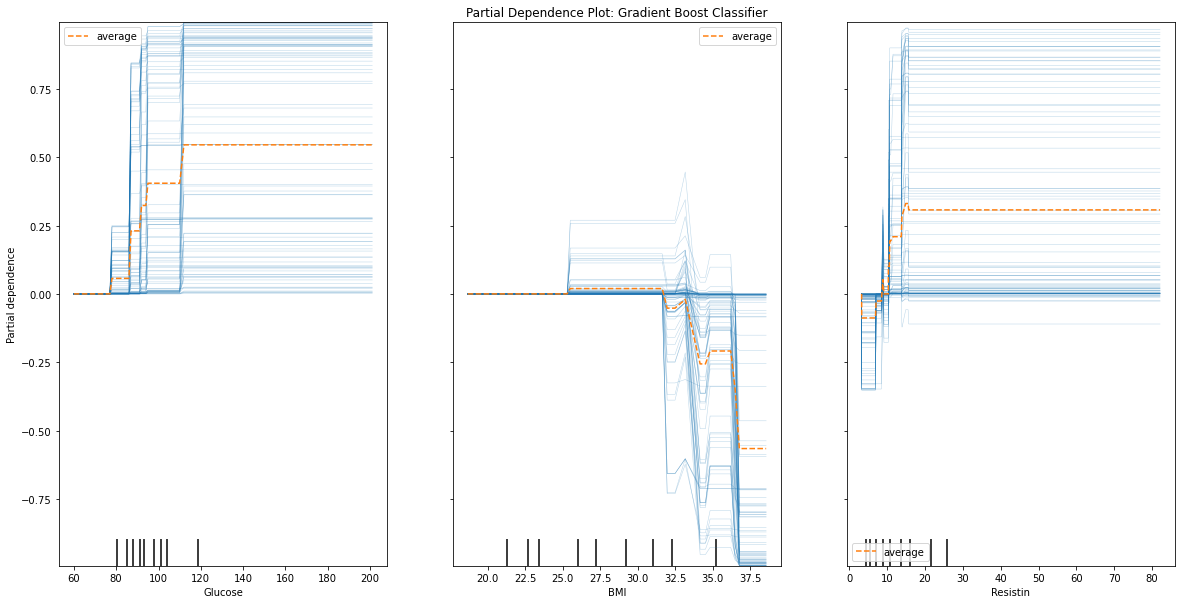 Partial Dependence Plot: Gradient Boost Classifier
Partial dependence
average
0.75
0.50
0.25
0.00
−0.25
−0.50
−0.75
60 80 100 120 140 160 180 200
Glucose
average
20.0 22.5 25.0 27.5 30.0 32.5 35.0 37.5
BMI
average
0 10 20 30 40 50 60 70 80
Resistin